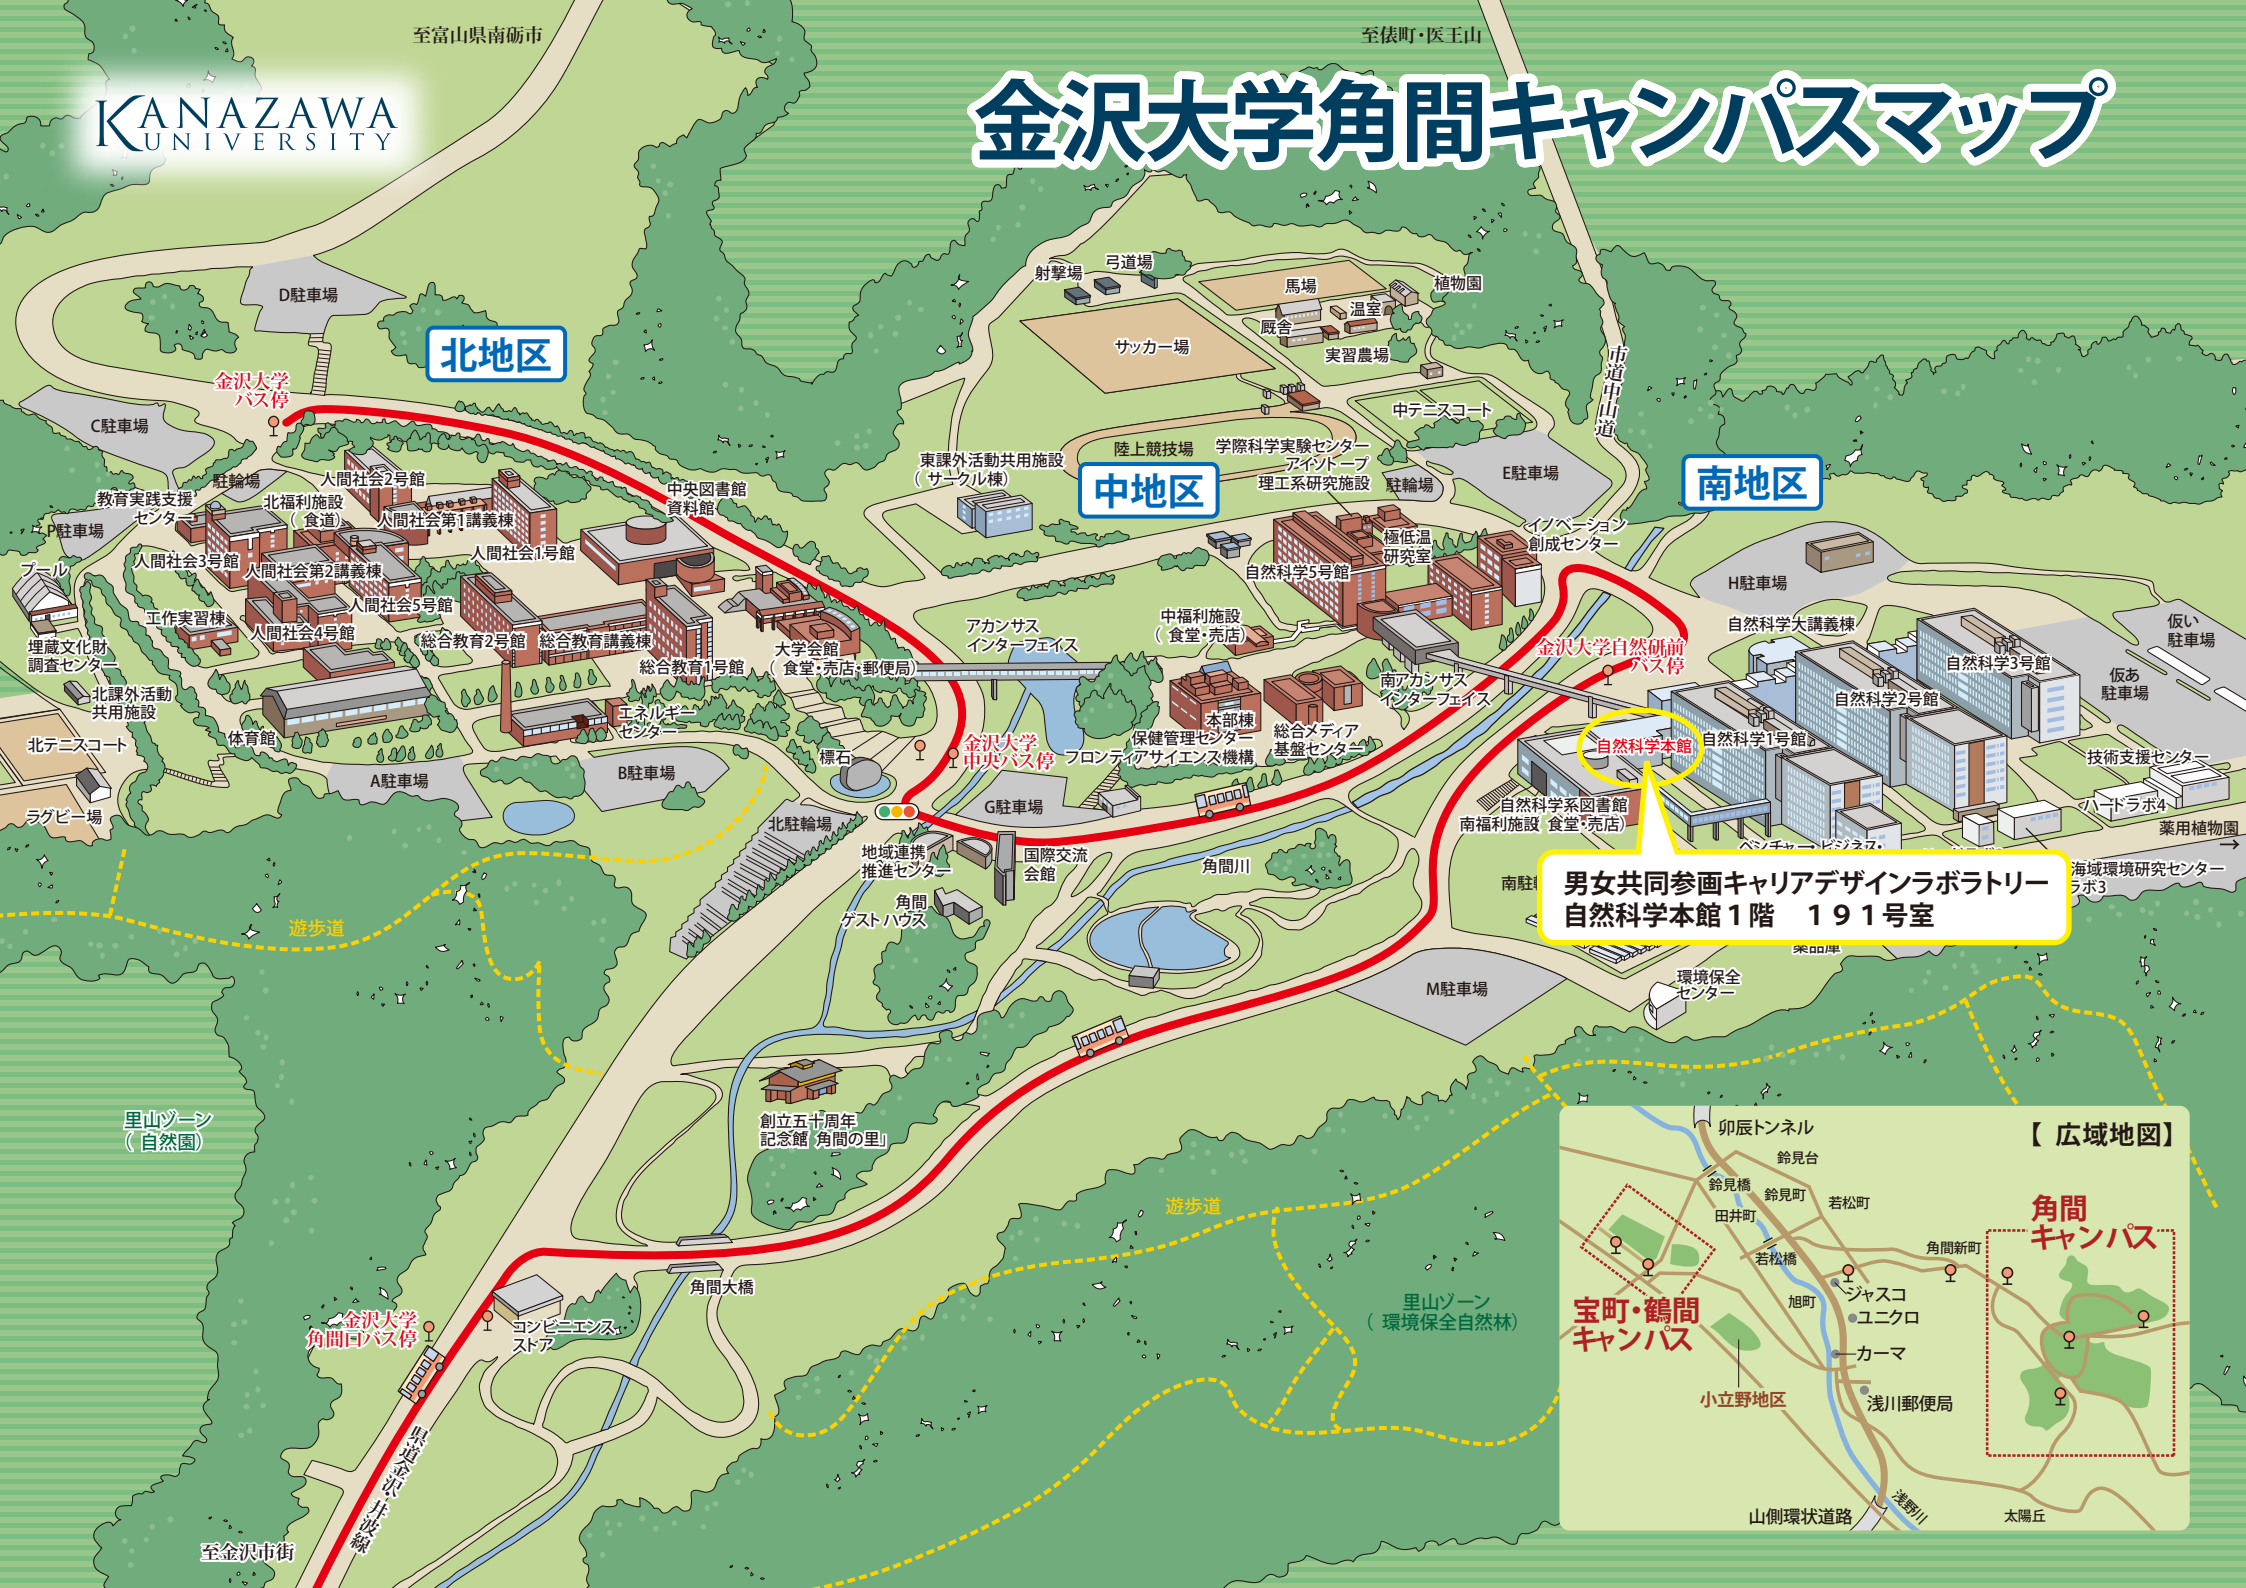 至富山県南砺市
至俵町・医王山
KANAZAWA
UNIVERSITY
金沢大学角間キャンパスマップ
D駐車場
北地区
金沢大学
バス停
C駐車場
駐輪場
教育実践支援
センター
P駐車場
プール
人間社会2号館
北福利施設
（ 食道）
人間社会第1講義棟
人間社会1号館
人間社会3号館
人間社会第2講義棟
人間社会5号館
工作実習棟
人間社会4号館
埋蔵文化財
調査センター
北課外活動
共用施設
総合教育2号館
総合教育講義棟
総合教育1号館
中央図書館
資料館
大学会館
（ 食堂・売店・郵便局）
体育館
エネルギー
センター
北テニスコート
ラグビー場
A駐車場
B駐車場
標石
北駐輪場
射撃場
弓道場
馬場
植物園
温室
厩舎
サッカー場
実習農場
市道中山道
中テニスコート
陸上競技場
東課外活動共用施設
（ サークル棟）
中地区
学際科学実験センター
アイソトープ
理工系研究施設
駐輪場
E駐車場
南地区
イノベーション
創成センター
極低温
研究室
自然科学5号館
H駐車場
アカンサス
インターフェイス
中福利施設
（ 食堂・売店）
金沢大学自然研前
バス停
自然科学大講義棟
仮い
駐車場
仮あ
駐車場
自然科学3号館
自然科学2号館
南アカンサス
インターフェイス
本部棟
保健管理センター
フロンティアサイエンス機構
総合メディア
基盤センター
自然科学本館
自然科学1号館
金沢大学
中央バス停
G駐車場
技術支援センター
ハードラボ4
薬用植物園
→
自然科学系図書館
南福利施設 食堂・売店）
ベンチャー・ビジネス・
地域連携
推進センター
国際交流
会館
角間
ゲストハウス
角間川
南駐
海域環境研究センター
ラボ3
男女共同参画キャリアデザインラボラトリー
自然科学本館１階　１９１号室
薬品庫
遊歩道
M駐車場
環境保全
センター
里山ゾーン
（ 自然園）
創立五十周年
記念館 角間の里」
遊歩道
里山ゾーン
（ 環境保全自然林）
角間大橋
コンビニエンス
ストア
金沢大学
角間口バス停
県道金沢・井波線
至金沢市街
【 広域地図】
卯辰トンネル
鈴見台
鈴見橋
鈴見町
若松町
田井町
若松橋
角間新町
角間
キャンパス
宝町・鶴間
キャンパス
旭町
ジャスコ
ユニクロ
カーマ
小立野地区
浅川郵便局
山側環状道路
浅野川
太陽丘